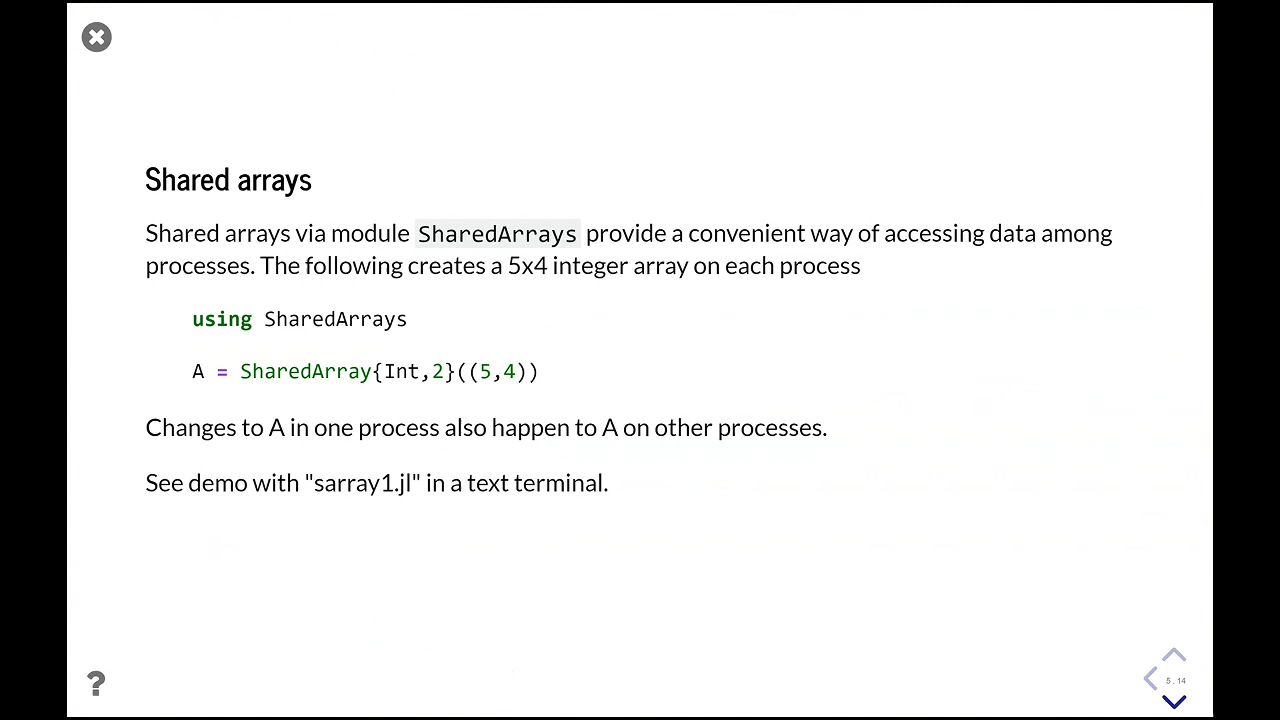 Shared arrays
Shared arrays via module SharedArrays provide a convenient way of accessing data among
processes. The following creates a 5x4 integer array on each process
using SharedArrays
A = SharedArray{Int,2}((5,4))
Changes to A in one process also happen to A on other processes.
See demo with "sarray1.jl" in a text terminal.
?
5.14